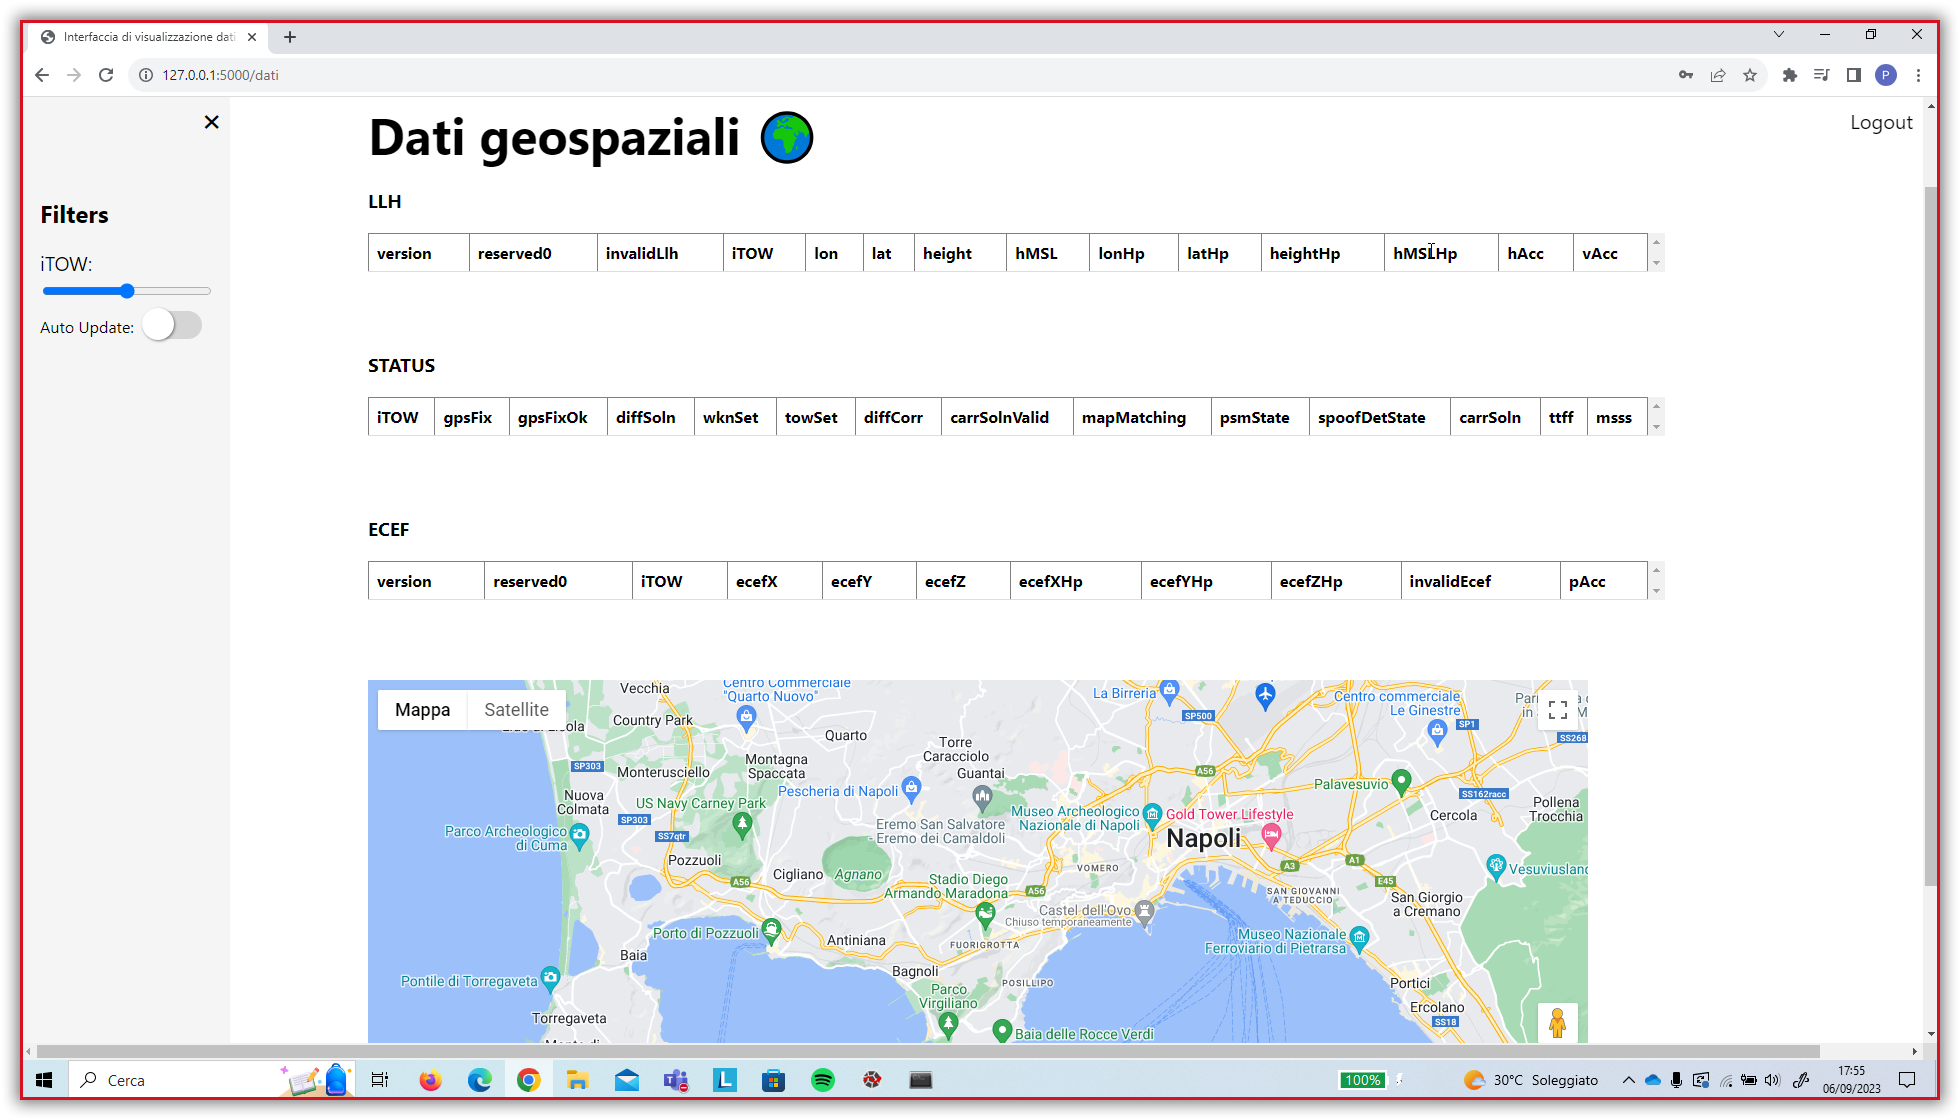 Interfaccia di visualizzazione dati
127.0.0.1:5000/dati
P
Logout
Dati geospaziali
Filters
iTOW:
Auto Update:
LLH
version reserved0 invalidLlh iTOW lon lat height hMSL lonHp latHp heightHp hMSLHp hAcc vAcc
STATUS
iTOW gpsFix gpsFixOk diffSoln wknSet towSet diffCorr carrSolnValid mapMatching psmState spoofDetState carrSoln ttff msss
ECEF
version reserved0 iTOW ecefX ecefY ecefZ ecefXHp ecefYHp ecefZHp invalidEcef pAcc
Mappa Satellite
Vecchia
Country Park
Centro Commerciale
"Quarto Nuovo"
Quarto
La Birreria
SP500
Centro commerciale
Le Ginestre
SP1
SS268
SP303
Monterusciello
Montagna
Spaccata
Torre
Caracciolo
Guantai
A56
Palavesuvio
SS162racc
Pollena
Trocchia
Nuova
Colmata
US Navy Carney Park
Pescheria di Napoli
Museo Archeologico
Nazionale di Napoli
Gold Tower Lifestyle
Cercola
SP303
SS7qtr
Parco Archeologico
di Cuma
Eremo San Salvatore
- Eremo dei Camaldoli
Napoli
Pozzuoli
A56
Cigliano
Agnano
Stadio Diego
Armando Maradona
A56
VOMERO
A3
A1
E45
Vesuviusland
SAN GIOVANNI
A TEDUCCIO
San Giorgio
a Cremano
Castel dell'Ovo
Chiuso temporaneamente
Porto di Pozzuoli
Antiniana
FUORIGROTTA
Museo Nazionale
Ferroviario di Pietrarsa
Baia
Bagnoli
POSILLIPO
Pontile di Torregaveta
Portici
Parco
Virgiliano
Ercolano
SS18
Torregaveta
Baia delle Rocce Verdi
Monte di
Cerca
100%
30°C Soleggiato
17:55
06/09/2023